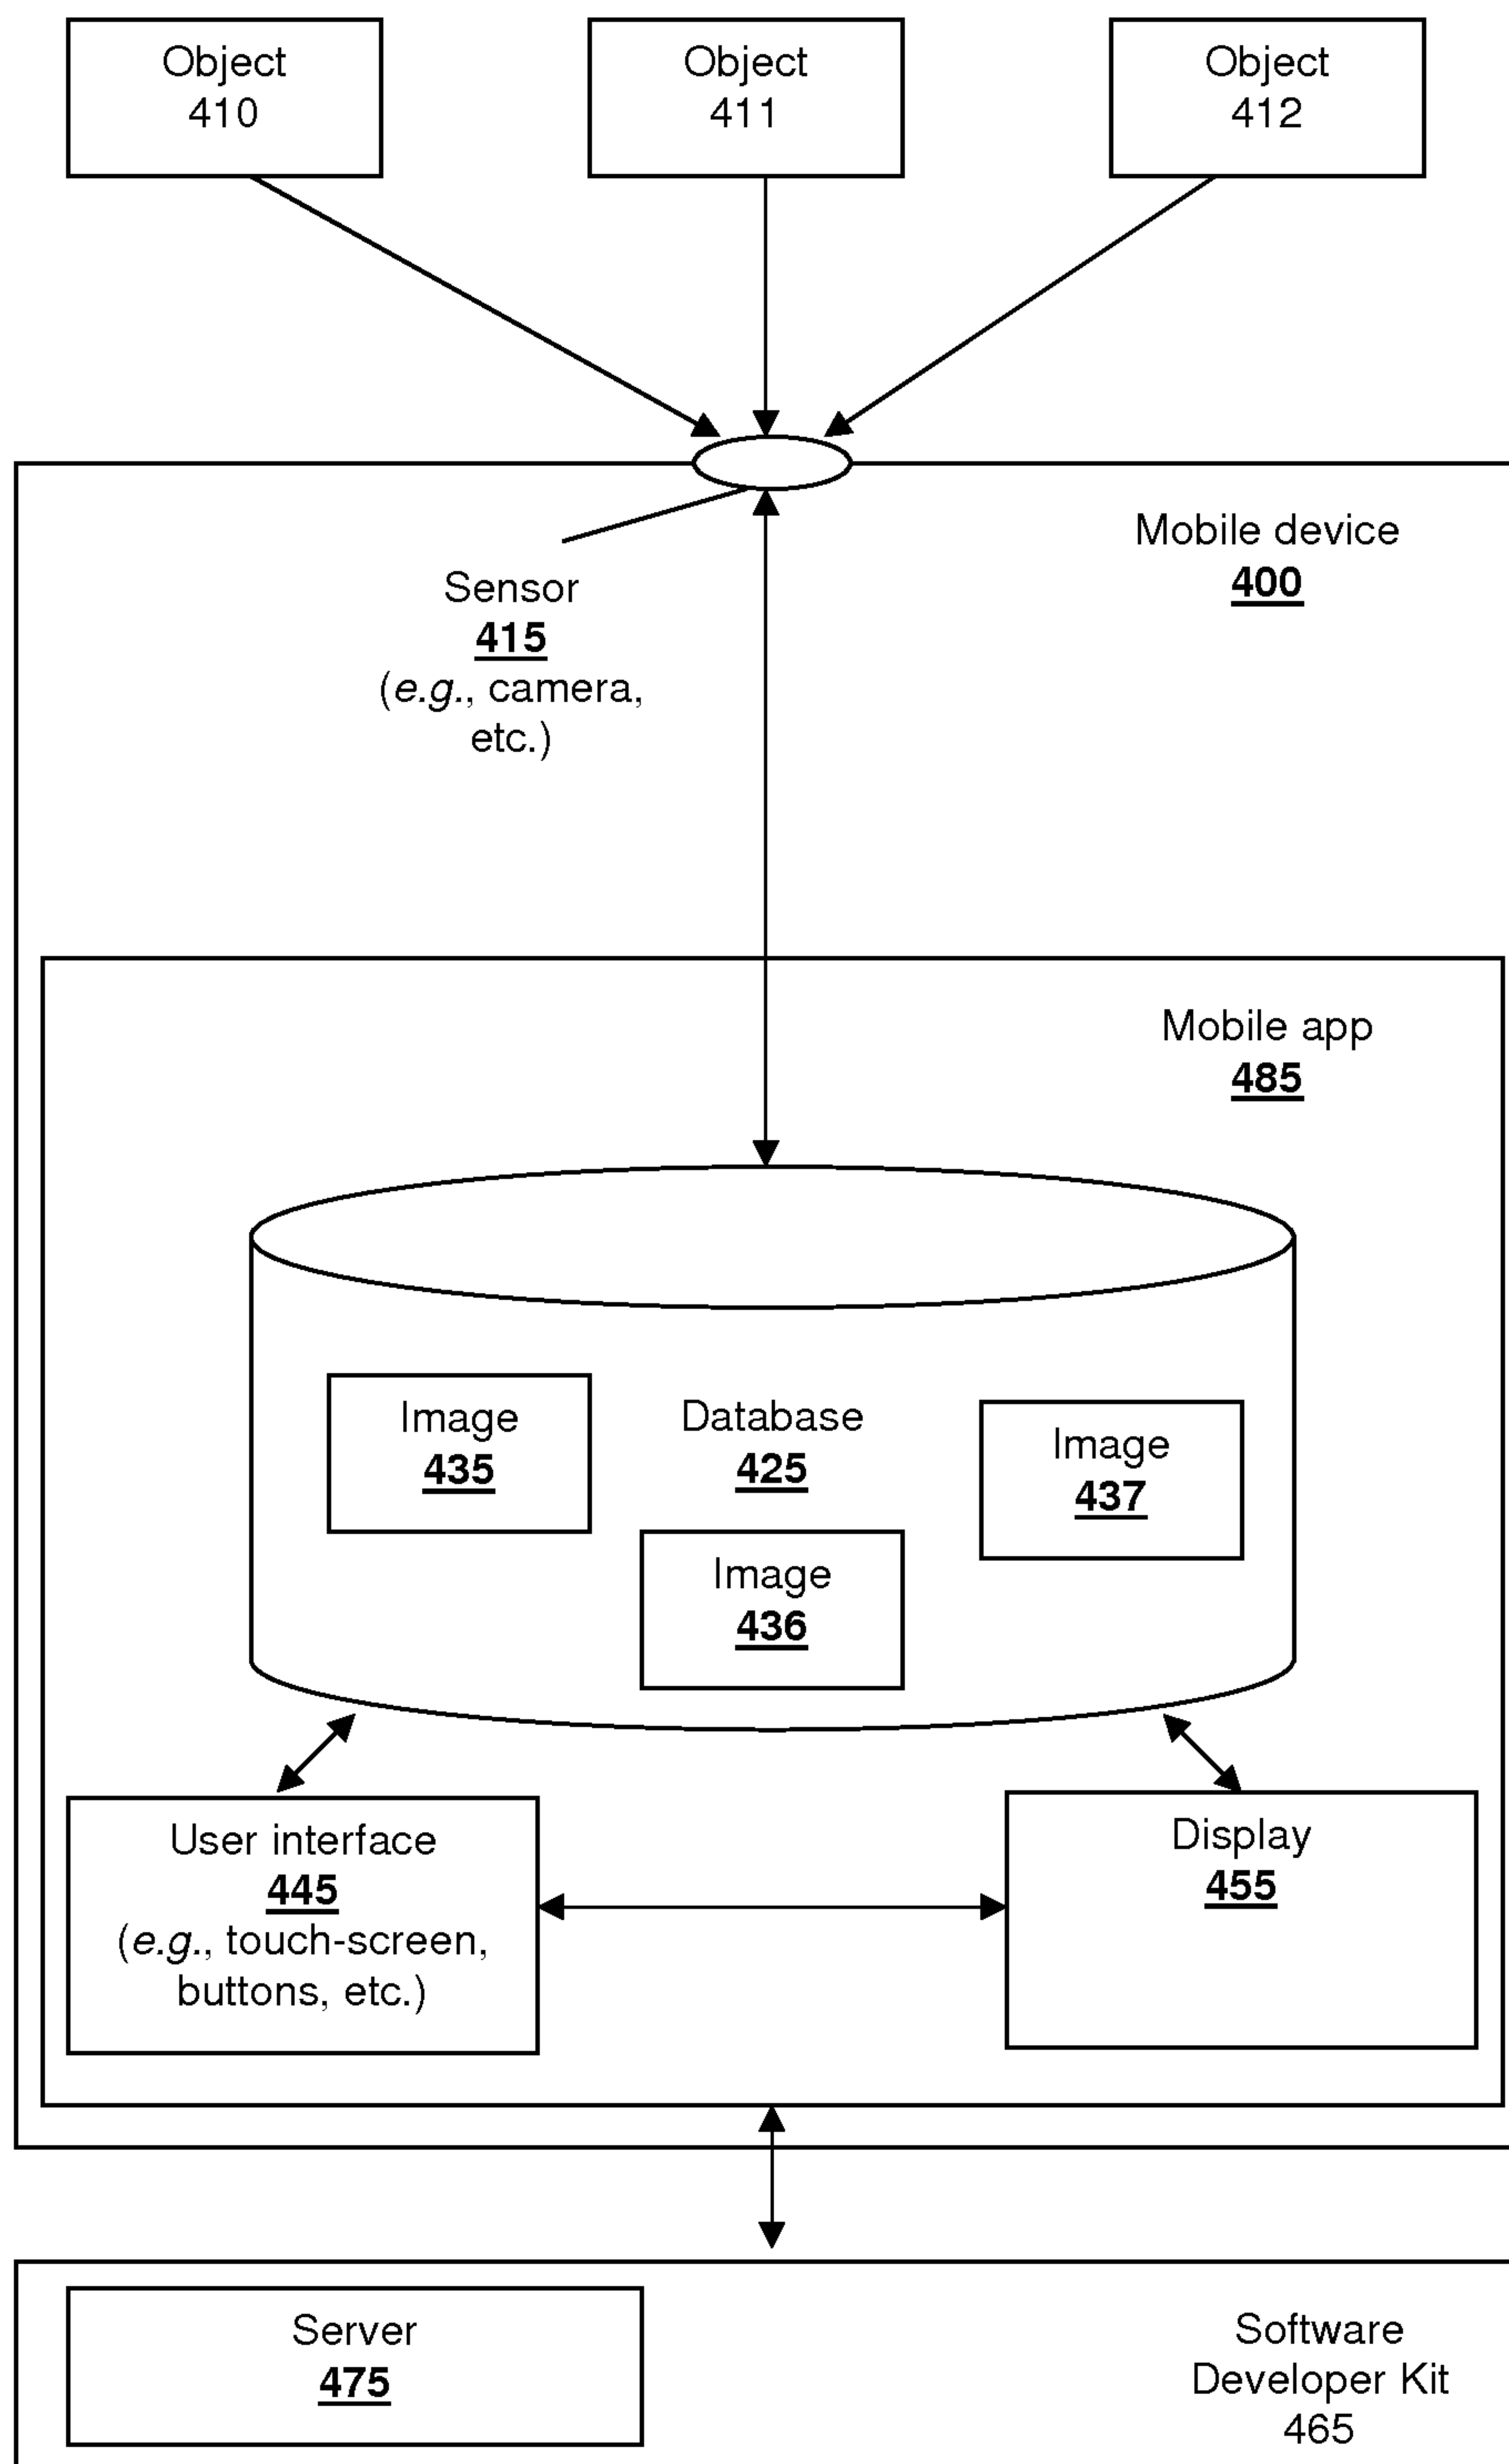 Object
410
Object
411
Object
412
Mobile device
400
Sensor
415
(e.g., camera,
etc.)
Mobile app
485
Image
435
Database
425
Image
437
Image
436
User interface
445
(e.g., touch-screen,
buttons, etc.)
Display
455
Server
475
Software
Developer Kit
465